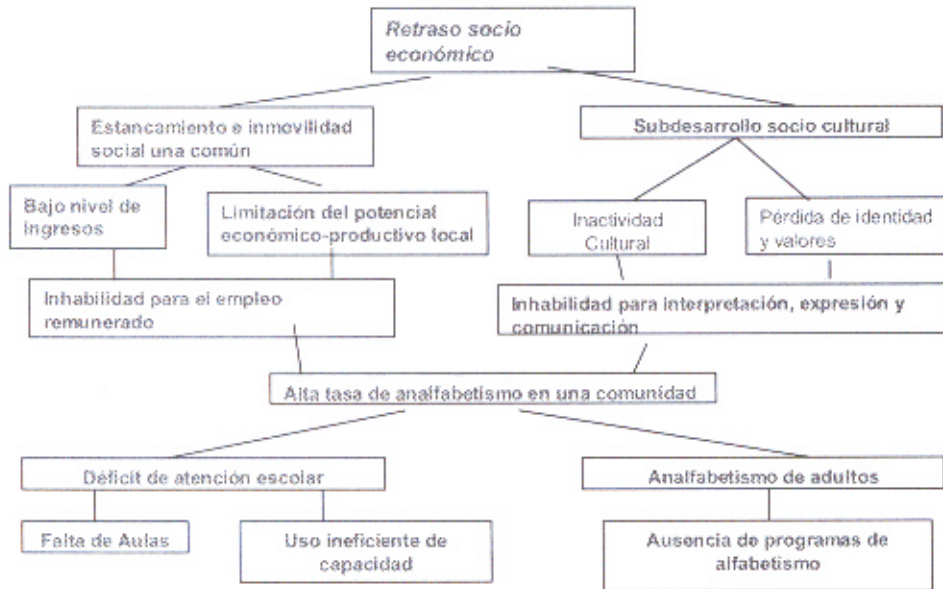 Retraso socio
económico
Estancamiento e inmovilidad
social una común
Subdesarrollo socio cultural
Bajo nivel de
ingresos
Limitación del potencial
económico-productivo local
Inactividad
Cultural
Pérdida de identidad
y valores
Inhabilidad para el empleo
remunerado
Inhabilidad para interpretación, expresión y
comunicación
Alta tasa de analfabetismo en una comunidad
Déficit de atención escolar
Analfabetismo de adultos
Falta de Aulas
Uso ineficiente de
capacidad
Ausencia de programas de
alfabetismo